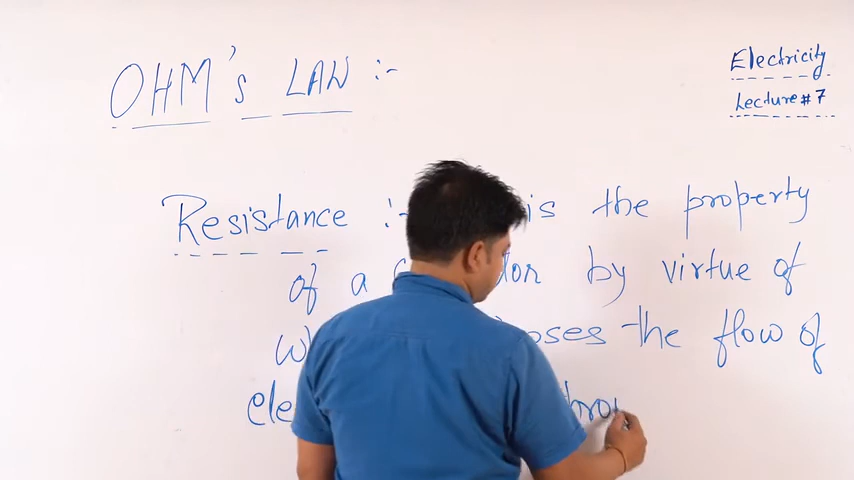 OHM's LAW :-
Electricity
Lecture #7
Resistance :- is the property
of a by virtue of
the flow of